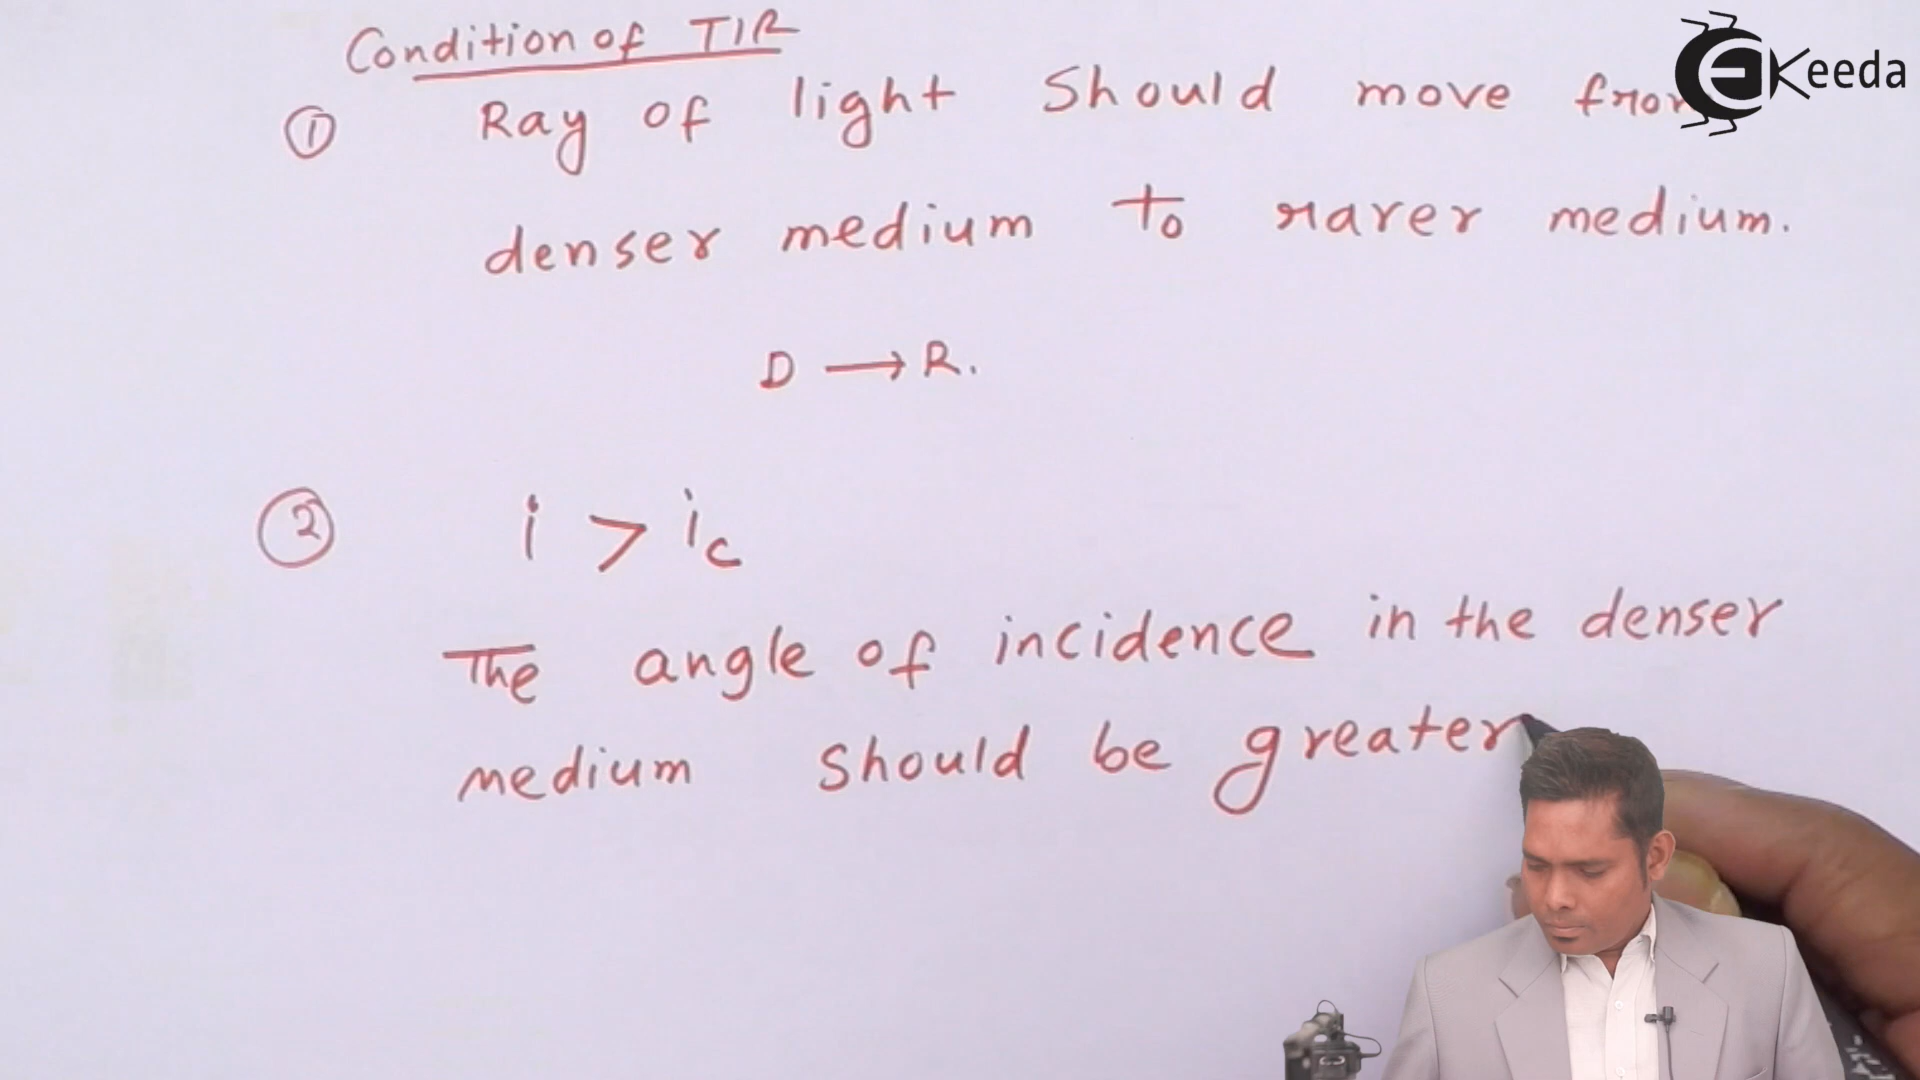 Condition of TIR
EKeeda
① Ray of light should move from
denser medium to rarer medium.
D → R.
② i > ic
The angle of incidence in the denser
medium should be greater